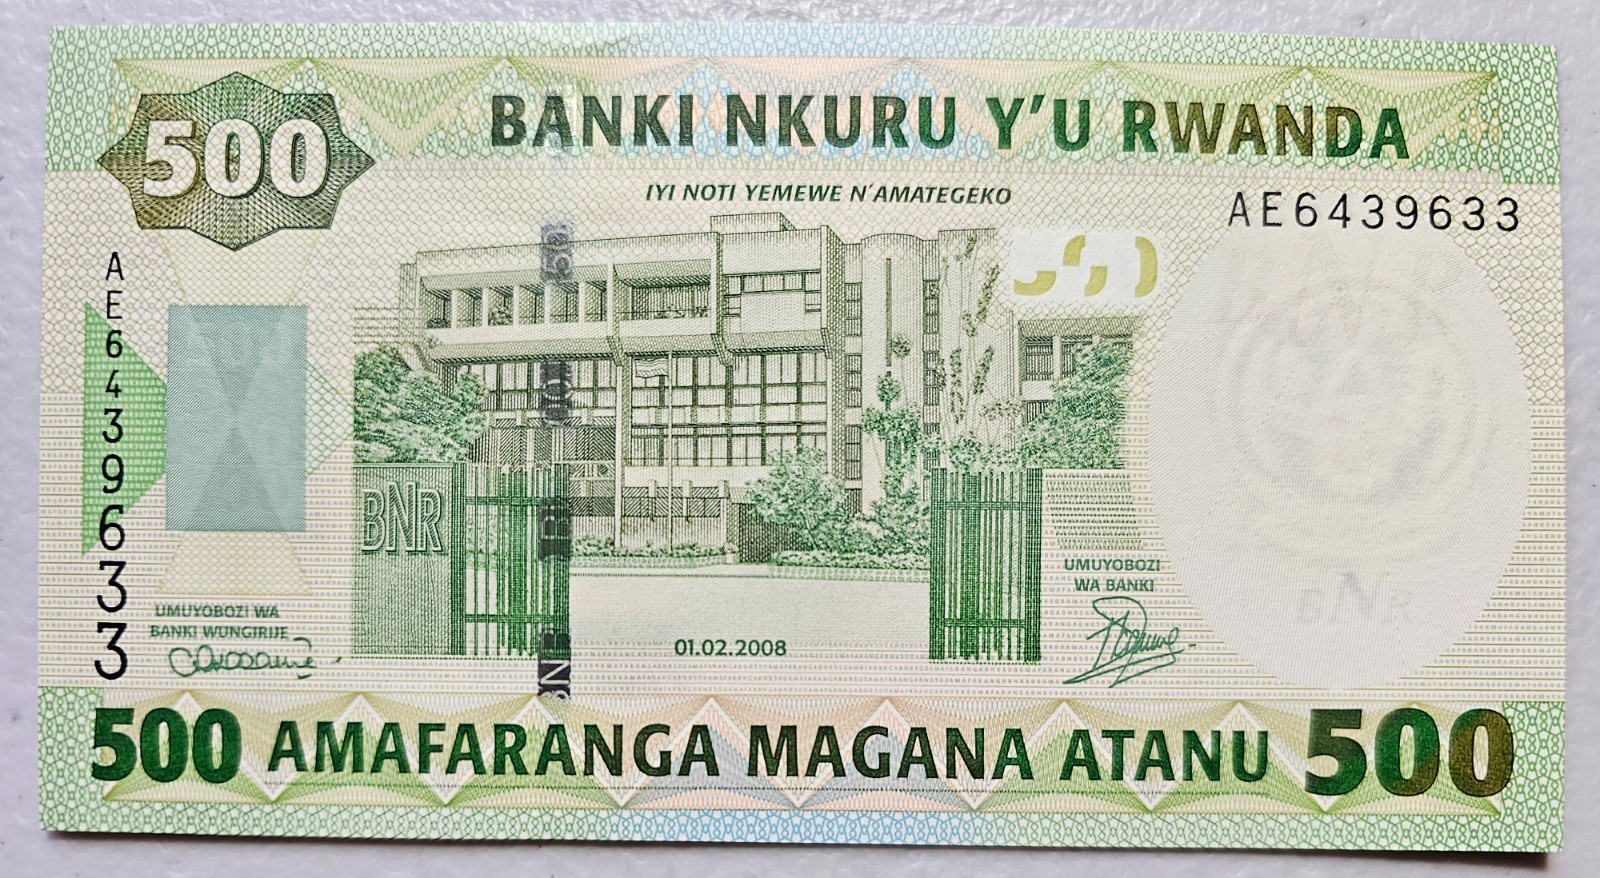 500
BANKI NKURU Y'U RWANDA
IYI NOTI YEMEWE N'AMATEGEKO
AE6439633
AE6439633
BNR
UMUYOBOZI
WA BANKI
BNR
UMUYOBOZI WA
BANKI WUNGIRIJE
01.02.2008
500 AMAFARANGA MAGANA ATANU 500